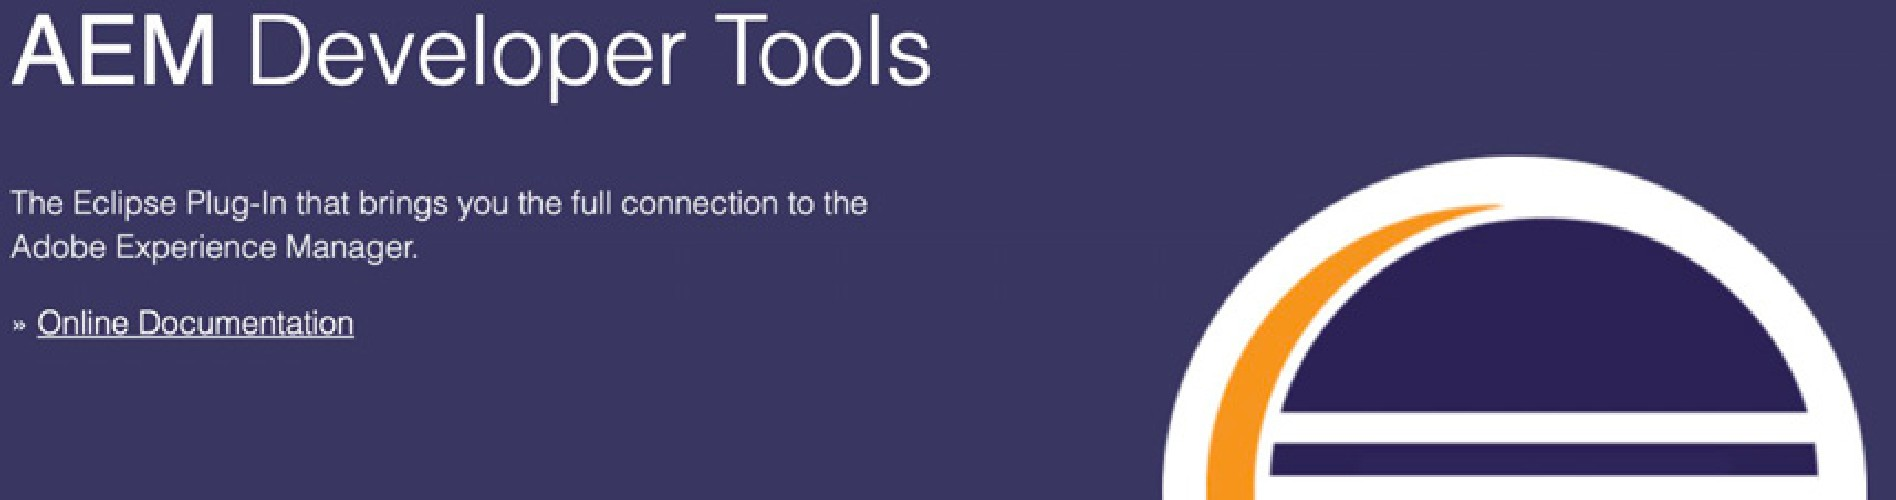 AEM Developer Tools
The Eclipse Plug-In that brings you the full connection to the
Adobe Experience Manager.
» Online Documentation